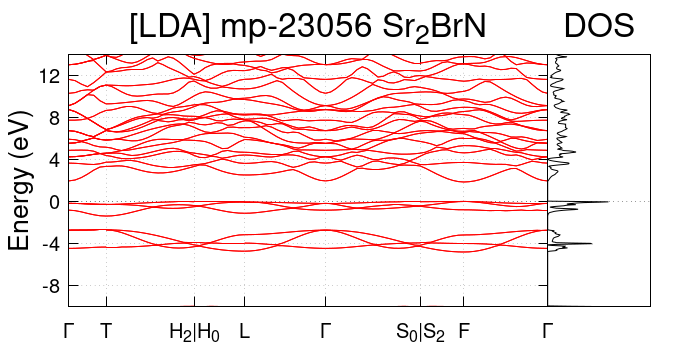 [LDA] mp-23056 Sr₂BrN DOS
Energy (eV)
12
8
4
0
-4
-8
Γ T H₂|H₀ L Γ S₀|S₂ F Γ